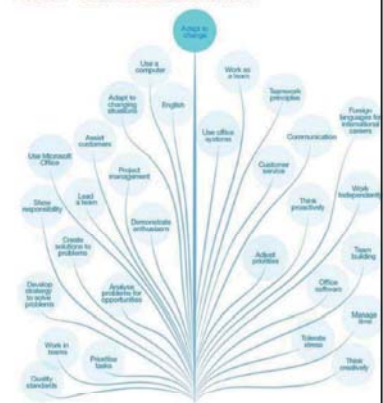 Adapt to
change
Use a
computer
Work as
a team
Adapt to
changing
situations
English
Teamwork
principles
Foreign
languages for
international
careers
Assist
customers
Use office
systems
Communication
Use Microsoft
Office
Project
management
Customer
service
Show
responsibility
Lead
a team
Think
proactively
Work
independently
Demonstrate
enthusiasm
Create
solutions to
problems
Adjust
priorities
Team
building
Develop
strategy
to solve
problems
Analyse
problems for
opportunities
Office
software
Manage
time
Work in
teams
Prioritise
tasks
Tolerate
stress
Think
creatively
Quality
standards